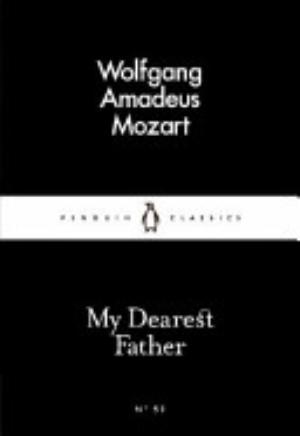 Wolfgang
Amadeus
Mozart
PENGUIN CLASSICS
My Dearest
Father